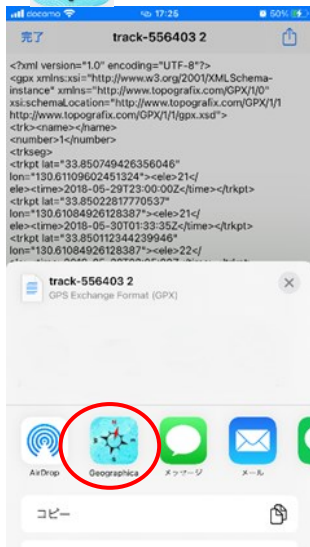 docomo 17:25 50%
完了 track-556403 2
<?xml version="1.0" encoding="UTF-8"?>
<gpx xmlns:xsi="http://www.w3.org/2001/XMLSchema-
instance" xmlns="http://www.topografix.com/GPX/1/0"
xsi:schemaLocation="http://www.topografix.com/GPX/1/1
http://www.topografix.com/GPX/1/1/gpx.xsd">
<trk><name></name>
<number>1</number>
<trkseg>
<trkpt lat="33.850749426356046"
lon="130.61109602451324"><ele>21</
ele><time>2018-05-29T23:00:00Z</time></trkpt>
<trkpt lat="33.85022817770537"
lon="130.61084926128387"><ele>21</
ele><time>2018-05-30T01:33:35Z</time></trkpt>
<trkpt lat="33.850112344239946"
lon="130.61084926128387"><ele>22</
track-556403 2
GPS Exchange Format (GPX)
AirDrop Geographica メッセージ メール
コピー